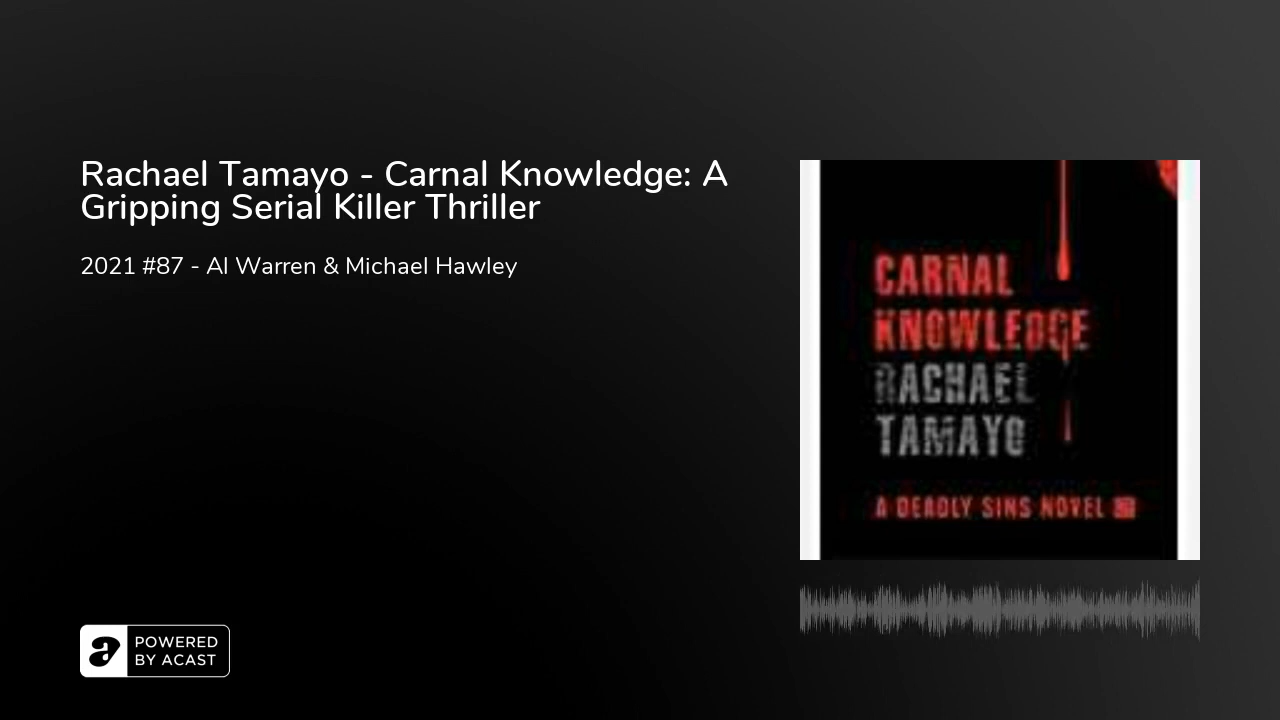 Rachael Tamayo - Carnal Knowledge: A
Gripping Serial Killer Thriller
2021 #87 - Al Warren & Michael Hawley
CARNAL
KNOWLEDGE
RACHAEL
TAMAYO
A DEADLY SINS NOVEL
a POWERED
BY ACAST